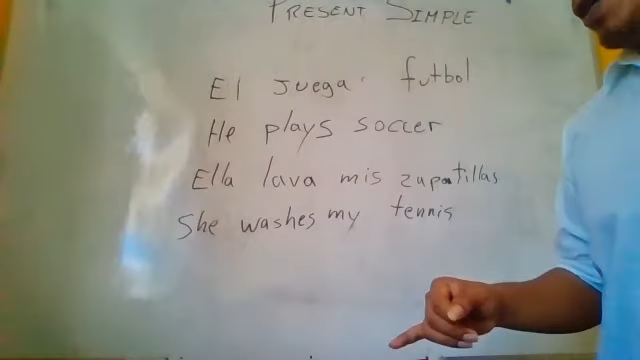 PRESENT SIMPLE
El juega futbol
He plays soccer
Ella lava mis zapatillas
She washes my tennis